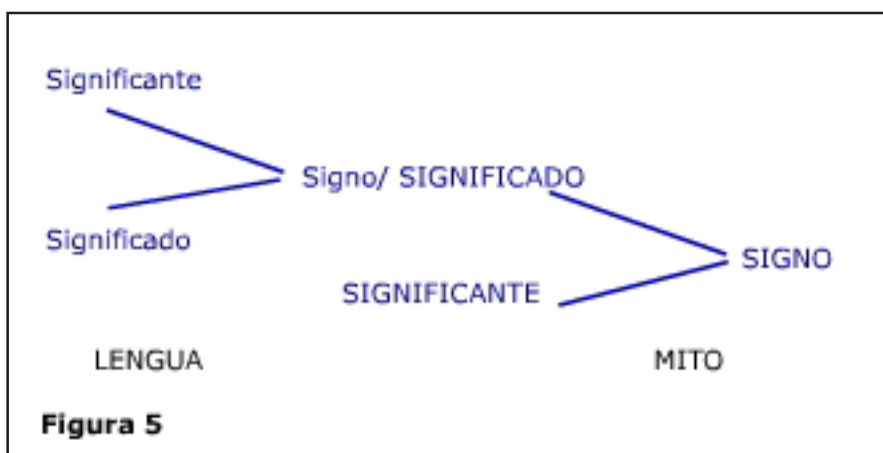 Significante
Signo/ SIGNIFICADO
Significado
SIGNO
SIGNIFICANTE
LENGUA MITO
Figura 5